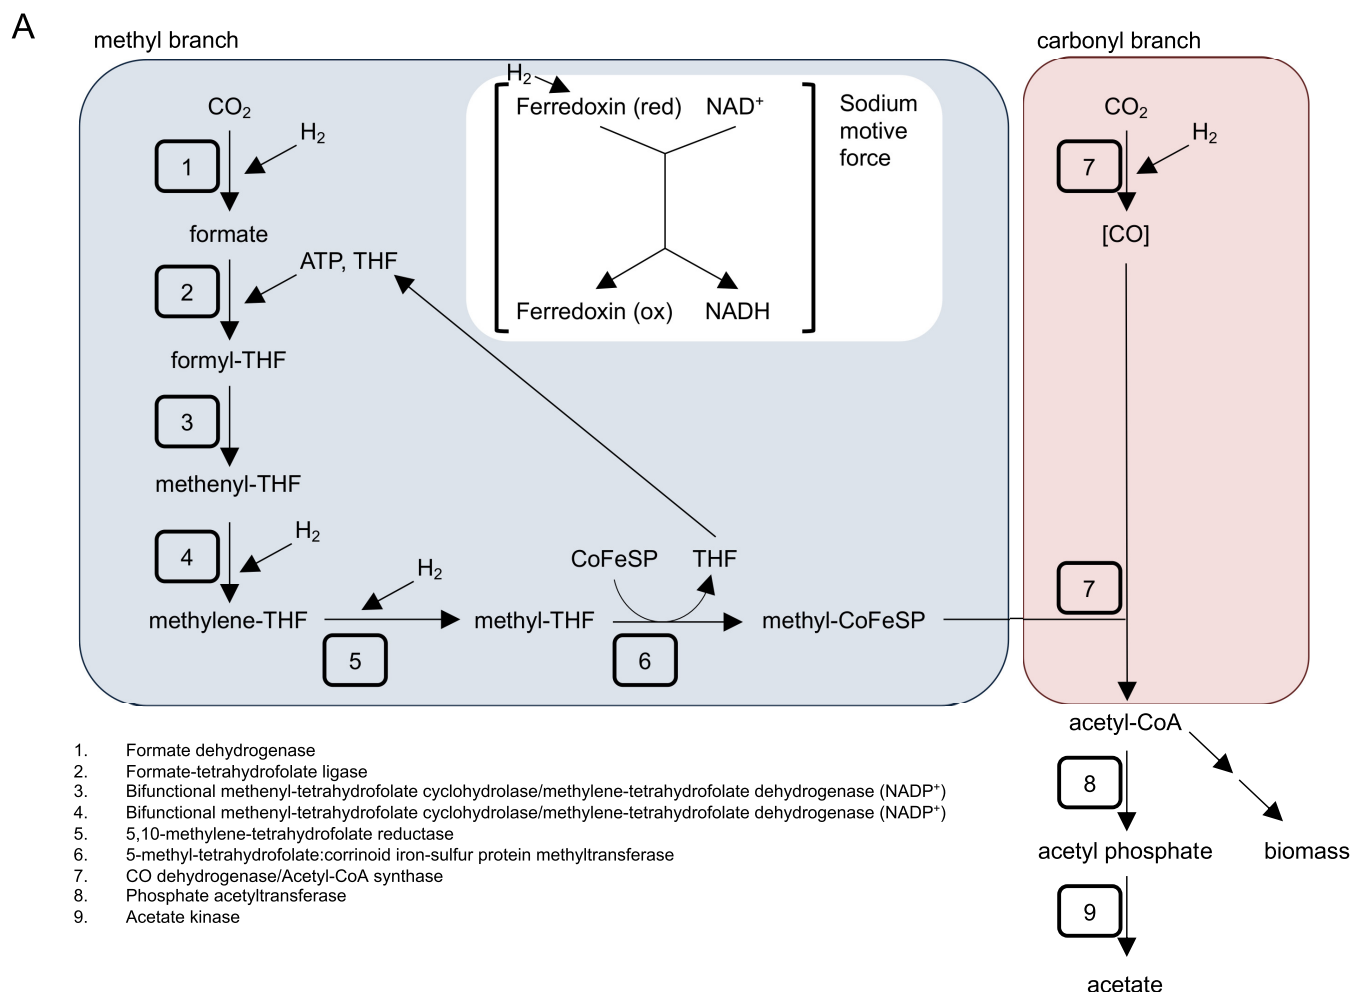 A
methyl branch
carbonyl branch
H₂
CO₂
Ferredoxin (red) NAD⁺
Sodium
motive
force
CO₂
H₂
H₂
1
7
formate
[CO]
ATP, THF
2
Ferredoxin (ox) NADH
formyl-THF
3
methenyl-THF
H₂
4
H₂
CoFeSP THF
7
methylene-THF
methyl-THF
methyl-CoFeSP
5
6
acetyl-CoA
8
acetyl phosphate
biomass
9
acetate
1. Formate dehydrogenase
2. Formate-tetrahydrofolate ligase
3. Bifunctional methenyl-tetrahydrofolate cyclohydrolase/methylene-tetrahydrofolate dehydrogenase (NADP⁺)
4. Bifunctional methenyl-tetrahydrofolate cyclohydrolase/methylene-tetrahydrofolate dehydrogenase (NADP⁺)
5. 5,10-methylene-tetrahydrofolate reductase
6. 5-methyl-tetrahydrofolate:corrinoid iron-sulfur protein methyltransferase
7. CO dehydrogenase/Acetyl-CoA synthase
8. Phosphate acetyltransferase
9. Acetate kinase